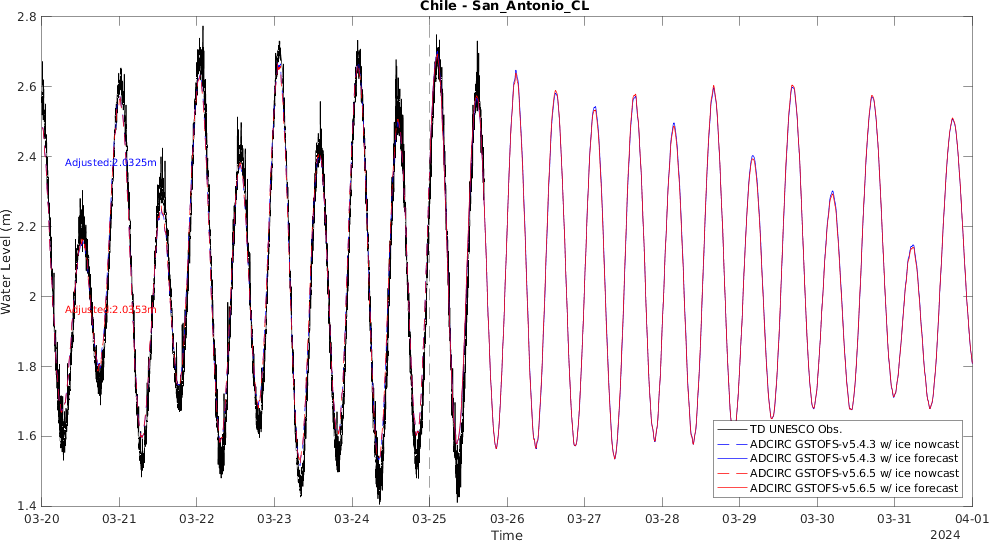 Chile - San_Antonio_CL
2.8
2.6
2.4
2.2
2
1.8
1.6
1.4
Water Level (m)
Adjusted:2.0325m
Adjusted:2.0353m
TD UNESCO Obs.
ADCIRC GSTOFS-v5.4.3 w/ ice nowcast
ADCIRC GSTOFS-v5.4.3 w/ ice forecast
ADCIRC GSTOFS-v5.6.5 w/ ice nowcast
ADCIRC GSTOFS-v5.6.5 w/ ice forecast
03-20 03-21 03-22 03-23 03-24 03-25 03-26 03-27 03-28 03-29 03-30 03-31 04-01
Time
2024